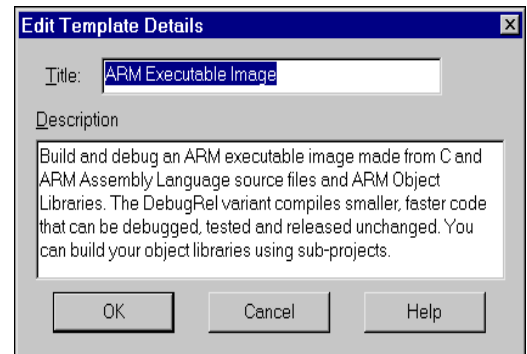 Edit Template Details
Title: ARM Executable Image
Description
Build and debug an ARM executable image made from C and
ARM Assembly Language source files and ARM Object
Libraries. The DebugRel variant compiles smaller, faster code
that can be debugged, tested and released unchanged. You
can build your object libraries using sub-projects.
OK Cancel Help